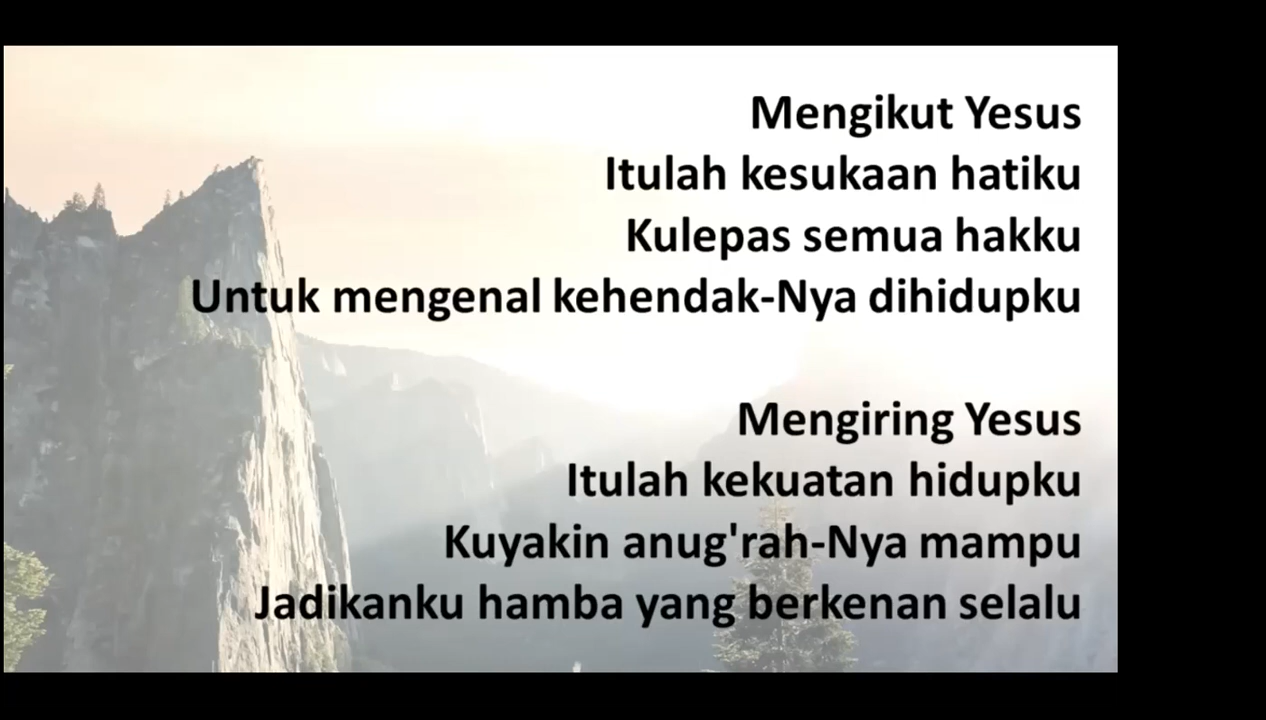 Mengikut Yesus
Itulah kesukaan hatiku
Kulepas semua hakku
Untuk mengenal kehendak-Nya dihidupku
Mengiring Yesus
Itulah kekuatan hidupku
Kuyakin anug'rah-Nya mampu
Jadikanku hamba yang berkenan selalu